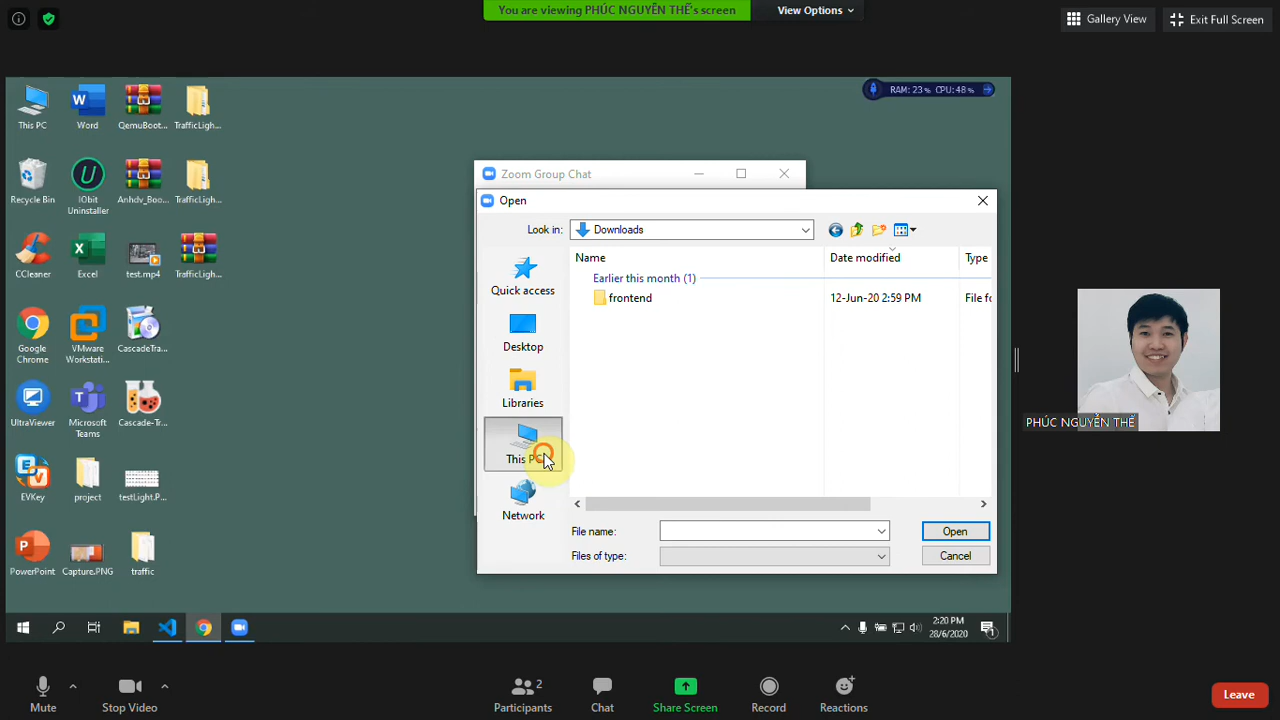 You are viewing PHÚC NGUYỄN THẾ's screen
View Options
Gallery View
Exit Full Screen
RAM: 23% CPU: 48%
This PC
Word
QemuBoot...
TrafficLigh...
Recycle Bin
IObit
Uninstaller
Anhdv_Boo...
TrafficLigh...
CCleaner
Excel
test.mp4
TrafficLigh...
Google
Chrome
VMware
Workstatio...
CascadeTra...
UltraViewer
Microsoft
Teams
Cascade-Tr...
EVKey
project
testLight.P...
PowerPoint
Capture.PNG
traffic
Zoom Group Chat
Open
Look in:
Downloads
Name
Date modified
Type
Earlier this month (1)
frontend
12-Jun-20 2:59 PM
File fo
Quick access
Desktop
Libraries
This PC
Network
File name:
Open
Files of type:
Cancel
2:20 PM
28/6/2020
1
PHÚC NGUYỄN THẾ
Mute
Stop Video
Participants
2
Chat
Share Screen
Record
Reactions
Leave